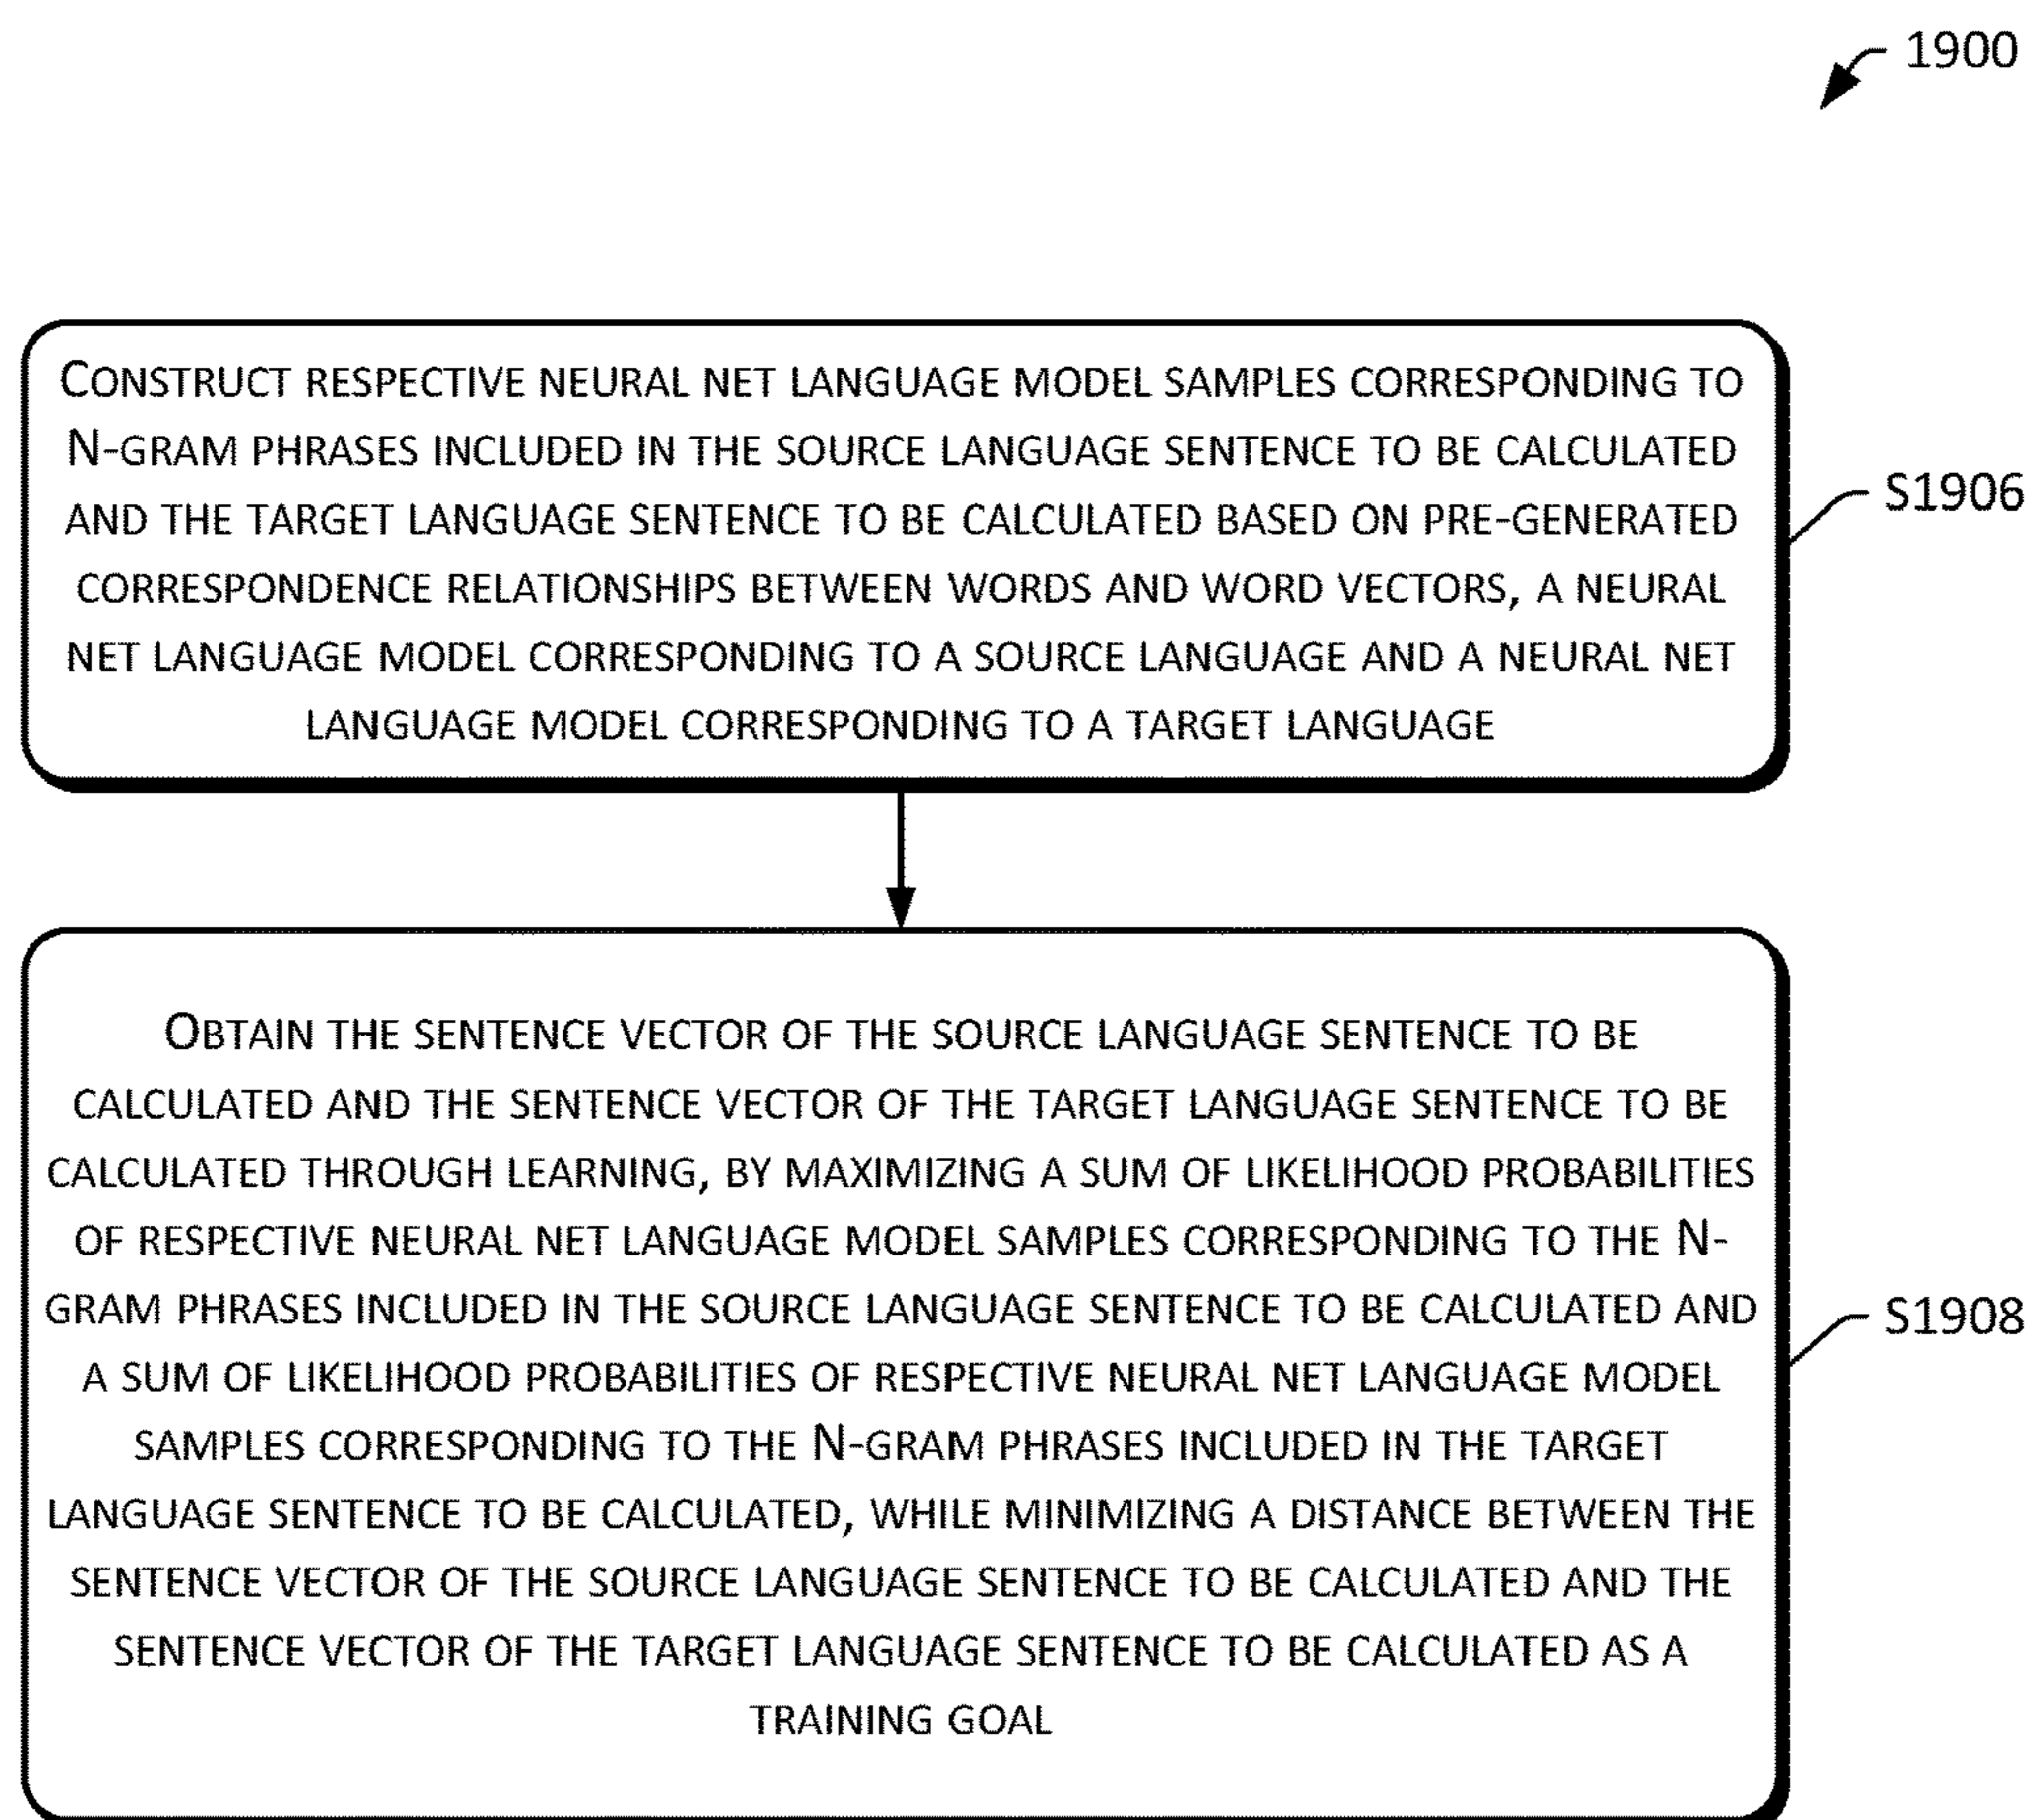 1900
Construct respective neural net language model samples corresponding to
N-gram phrases included in the source language sentence to be calculated
and the target language sentence to be calculated based on pre-generated
correspondence relationships between words and word vectors, a neural
net language model corresponding to a source language and a neural net
language model corresponding to a target language
S1906
Obtain the sentence vector of the source language sentence to be
calculated and the sentence vector of the target language sentence to be
calculated through learning, by maximizing a sum of likelihood probabilities
of respective neural net language model samples corresponding to the N-
gram phrases included in the source language sentence to be calculated and
a sum of likelihood probabilities of respective neural net language model
samples corresponding to the N-gram phrases included in the target
language sentence to be calculated, while minimizing a distance between the
sentence vector of the source language sentence to be calculated and the
sentence vector of the target language sentence to be calculated as a
training goal
S1908